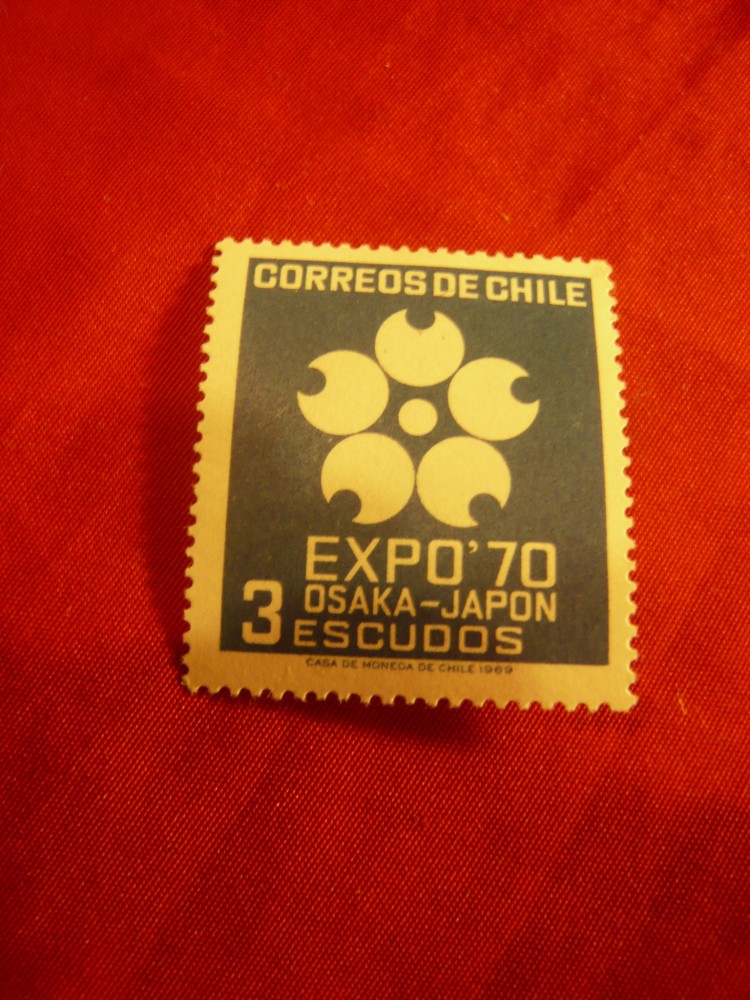 CORREOS DE CHILE
EXPO'70
OSAKA-JAPON
3 ESCUDOS
CASA DE MONEDA DE CHILE 1969